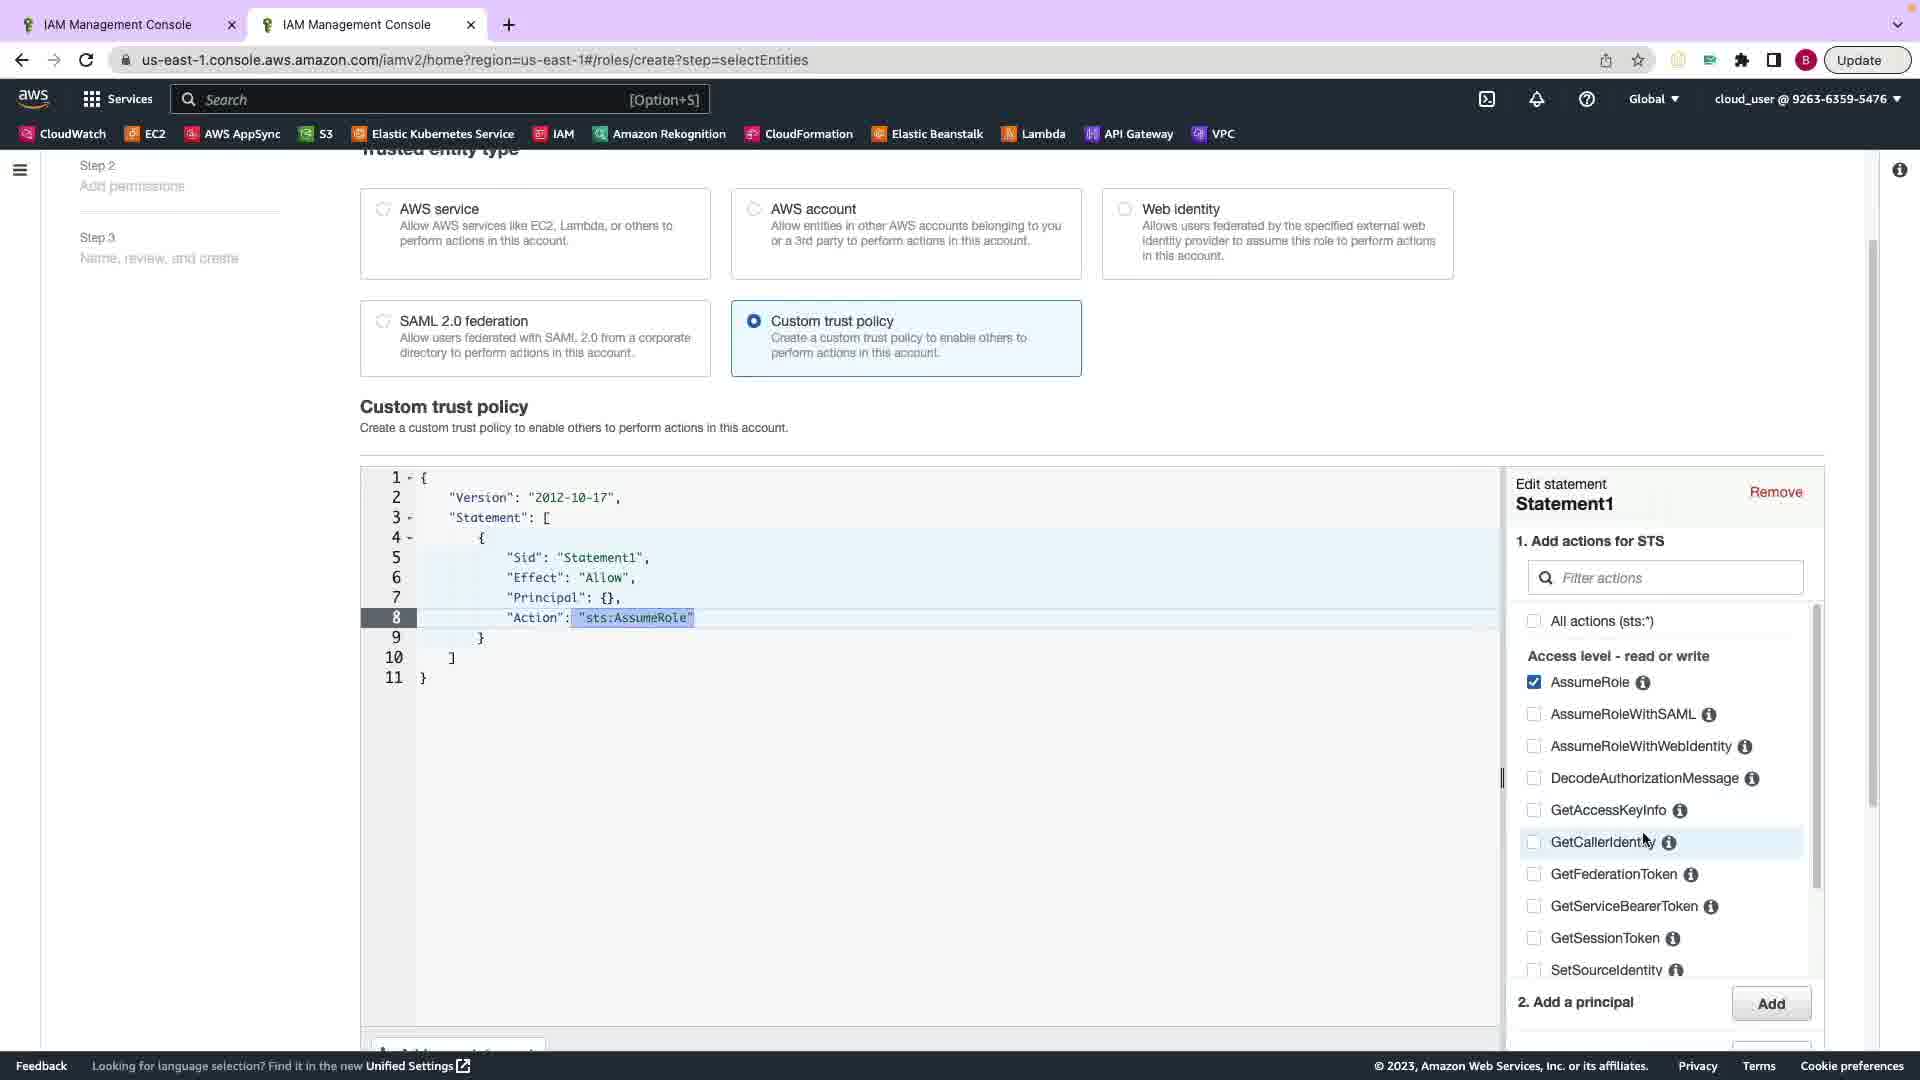 IAM Management Console
IAM Management Console
us-east-1.console.aws.amazon.com/iamv2/home?region=us-east-1#/roles/create?step=selectEntities
B
Update
aws
Services
Search
[Option+S]
Global
cloud_user @ 9263-6359-5476
CloudWatch
EC2
AWS AppSync
S3
Elastic Kubernetes Service
IAM
Amazon Rekognition
CloudFormation
Elastic Beanstalk
Lambda
API Gateway
VPC
Step 2
Add permissions
Step 3
Name, review, and create
Trusted entity type
AWS service
Allow AWS services like EC2, Lambda, or others to
perform actions in this account.
AWS account
Allow entities in other AWS accounts belonging to you
or a 3rd party to perform actions in this account.
Web identity
Allows users federated by the specified external web
identity provider to assume this role to perform actions
in this account.
SAML 2.0 federation
Allow users federated with SAML 2.0 from a corporate
directory to perform actions in this account.
Custom trust policy
Create a custom trust policy to enable others to
perform actions in this account.
Custom trust policy
Create a custom trust policy to enable others to perform actions in this account.
1 {
2 "Version": "2012-10-17",
3 "Statement": [
4 {
5 "Sid": "Statement1",
6 "Effect": "Allow",
7 "Principal": {},
8 "Action": "sts:AssumeRole"
9 }
10 ]
11 }
Edit statement
Statement1
Remove
1. Add actions for STS
Filter actions
All actions (sts:*)
Access level - read or write
AssumeRole
AssumeRoleWithSAML
AssumeRoleWithWebIdentity
DecodeAuthorizationMessage
GetAccessKeyInfo
GetCallerIdentity
GetFederationToken
GetServiceBearerToken
GetSessionToken
SetSourceIdentity
2. Add a principal
Add
Feedback
Looking for language selection? Find it in the new Unified Settings
© 2023, Amazon Web Services, Inc. or its affiliates.
Privacy
Terms
Cookie preferences